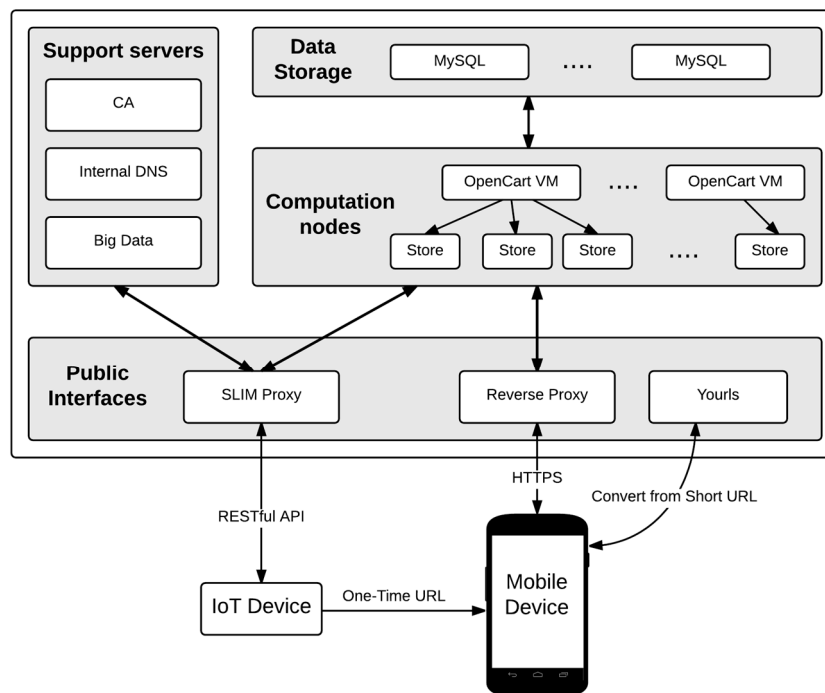 Support servers
CA
Internal DNS
Big Data
Data
Storage
MySQL
....
MySQL
Computation
nodes
OpenCart VM
....
OpenCart VM
Store
Store
Store
....
Store
Public
Interfaces
SLIM Proxy
Reverse Proxy
Yourls
HTTPS
Convert from Short URL
RESTful API
IoT Device
One-Time URL
Mobile
Device